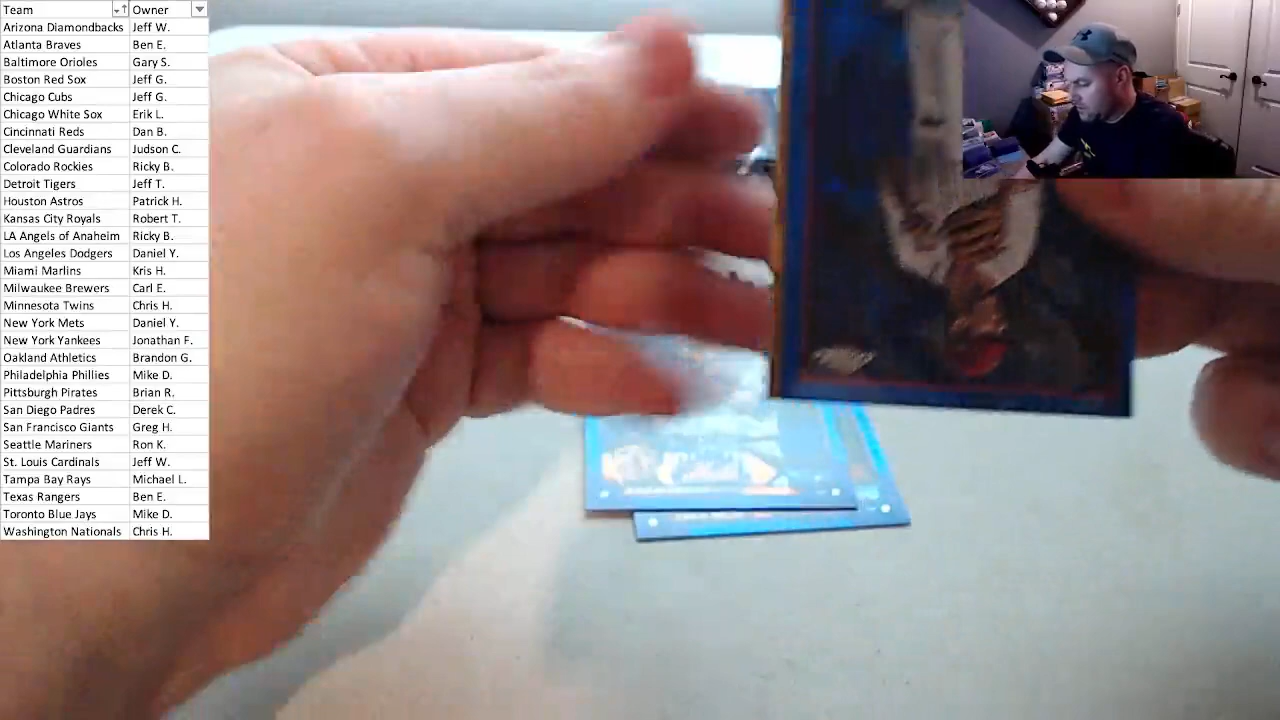 Team Owner
Arizona Diamondbacks Jeff W.
Atlanta Braves Ben E.
Baltimore Orioles Gary S.
Boston Red Sox Jeff G.
Chicago Cubs Jeff G.
Chicago White Sox Erik L.
Cincinnati Reds Dan B.
Cleveland Guardians Judson C.
Colorado Rockies Ricky B.
Detroit Tigers Jeff T.
Houston Astros Patrick H.
Kansas City Royals Robert T.
LA Angels of Anaheim Ricky B.
Los Angeles Dodgers Daniel Y.
Miami Marlins Kris H.
Milwaukee Brewers Carl E.
Minnesota Twins Chris H.
New York Mets Daniel Y.
New York Yankees Jonathan F.
Oakland Athletics Brandon G.
Philadelphia Phillies Mike D.
Pittsburgh Pirates Brian R.
San Diego Padres Derek C.
San Francisco Giants Greg H.
Seattle Mariners Ron K.
St. Louis Cardinals Jeff W.
Tampa Bay Rays Michael L.
Texas Rangers Ben E.
Toronto Blue Jays Mike D.
Washington Nationals Chris H.